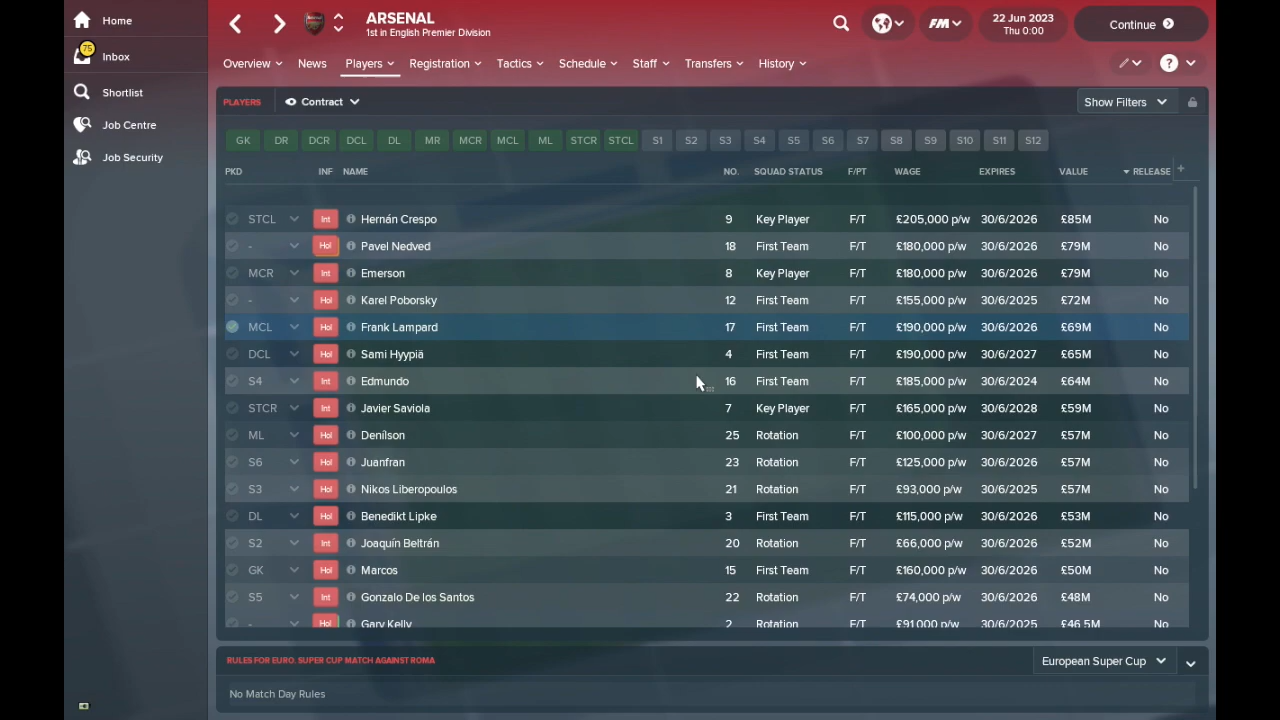 Home
Inbox
75
Shortlist
Job Centre
Job Security
ARSENAL
1st in English Premier Division
FM
22 Jun 2023
Thu 0:00
Continue
Overview News Players Registration Tactics Schedule Staff Transfers History ?
PLAYERS Contract Show Filters
GK DR DCR DCL DL MR MCR MCL ML STCR STCL S1 S2 S3 S4 S5 S6 S7 S8 S9 S10 S11 S12
PKD INF NAME NO. SQUAD STATUS F/PT WAGE EXPIRES VALUE RELEASE +
STCL Int Hernán Crespo 9 Key Player F/T £205,000 p/w 30/6/2026 £85M No
- Hol Pavel Nedved 18 First Team F/T £180,000 p/w 30/6/2026 £79M No
MCR Int Emerson 8 Key Player F/T £180,000 p/w 30/6/2026 £79M No
- Hol Karel Poborsky 12 First Team F/T £155,000 p/w 30/6/2025 £72M No
MCL Hol Frank Lampard 17 First Team F/T £190,000 p/w 30/6/2026 £69M No
DCL Hol Sami Hyypiä 4 First Team F/T £190,000 p/w 30/6/2027 £65M No
S4 Int Edmundo 16 First Team F/T £185,000 p/w 30/6/2024 £64M No
STCR Int Javier Saviola 7 Key Player F/T £165,000 p/w 30/6/2028 £59M No
ML Hol Denílson 25 Rotation F/T £100,000 p/w 30/6/2027 £57M No
S6 Hol Juanfran 23 Rotation F/T £125,000 p/w 30/6/2026 £57M No
S3 Hol Nikos Liberopoulos 21 Rotation F/T £93,000 p/w 30/6/2025 £57M No
DL Hol Benedikt Lipke 3 First Team F/T £115,000 p/w 30/6/2026 £53M No
S2 Int Joaquín Beltrán 20 Rotation F/T £66,000 p/w 30/6/2026 £52M No
GK Hol Marcos 15 First Team F/T £160,000 p/w 30/6/2026 £50M No
S5 Int Gonzalo De los Santos 22 Rotation F/T £74,000 p/w 30/6/2026 £48M No
- Hol Gary Kelly 2 Rotation F/T £91,000 p/w 30/6/2025 £46.5M No
RULES FOR EURO. SUPER CUP MATCH AGAINST ROMA European Super Cup
No Match Day Rules